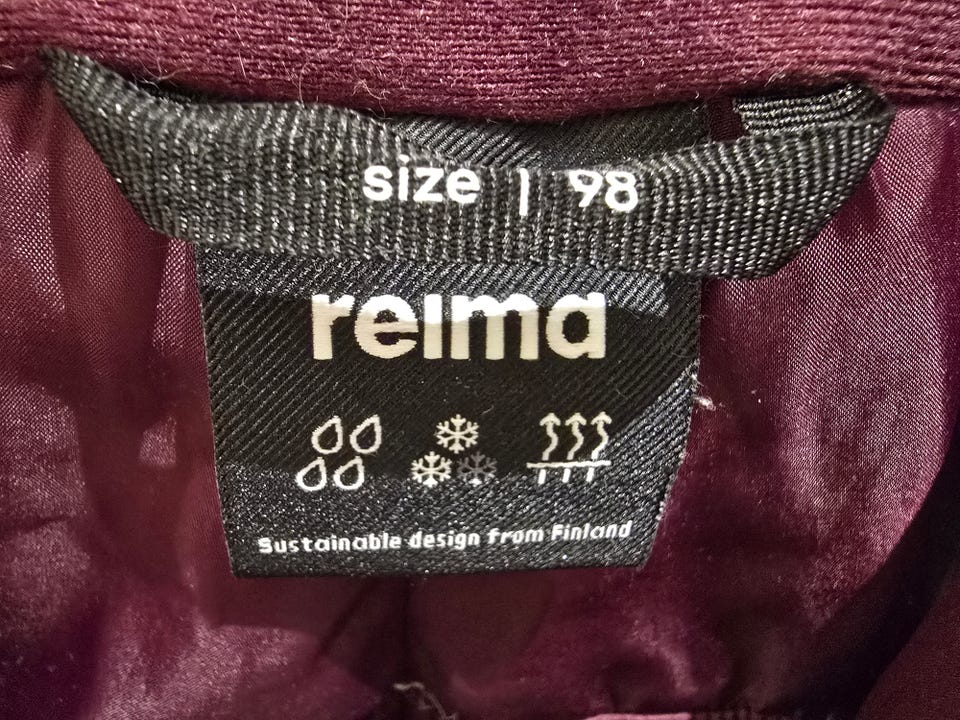 size | 98
reima
Sustainable design from Finland